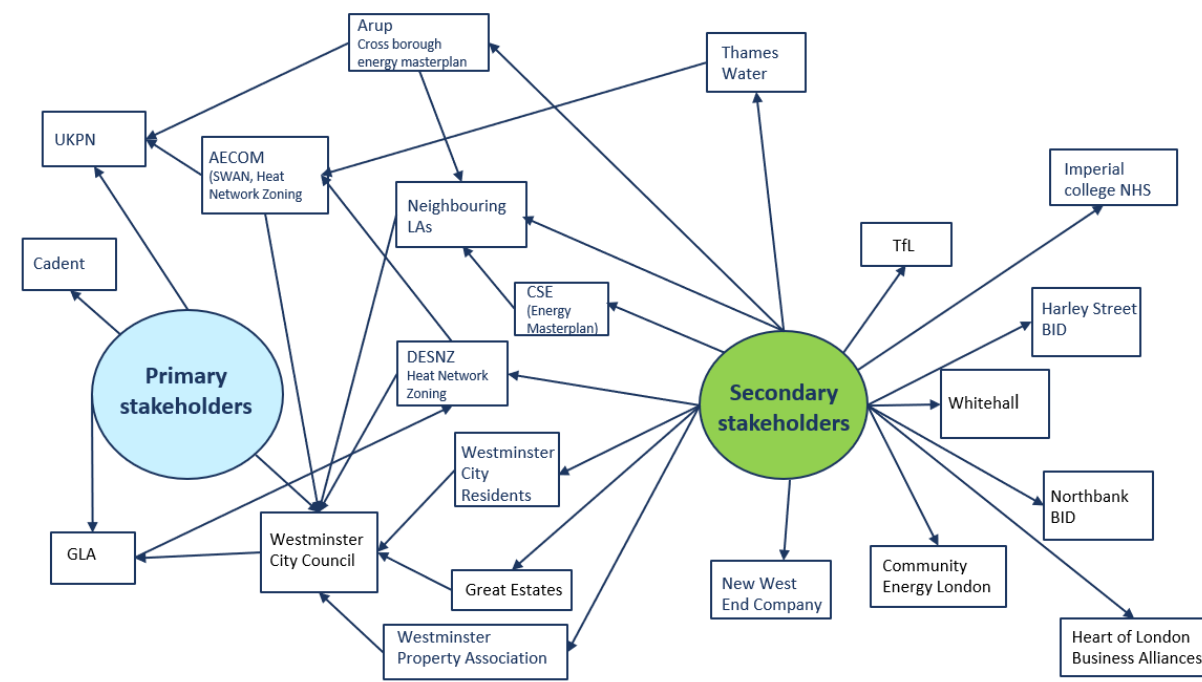 Arup
Cross borough
energy masterplan
Thames
Water
UKPN
AECOM
(SWAN, Heat
Network Zoning
Imperial
college NHS
Neighbouring
LAs
TfL
Cadent
CSE
(Energy
Masterplan)
Harley Street
BID
DESNZ
Heat Network
Zoning
Primary
stakeholders
Secondary
stakeholders
Whitehall
Westminster
City
Residents
Northbank
BID
GLA
Westminster
City Council
Great Estates
New West
End Company
Community
Energy London
Westminster
Property Association
Heart of London
Business Alliances